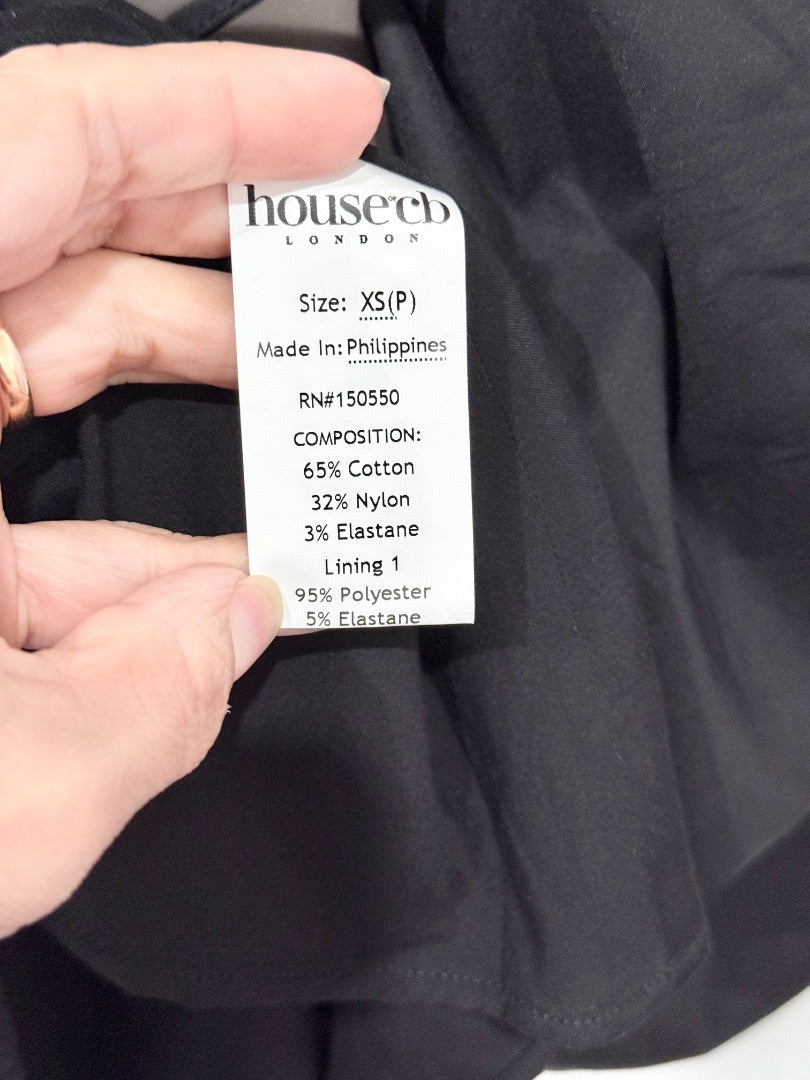 house of cb
LONDON
Size: XS(P)
Made In: Philippines
RN#150550
COMPOSITION:
65% Cotton
32% Nylon
3% Elastane
Lining 1
95% Polyester
5% Elastane